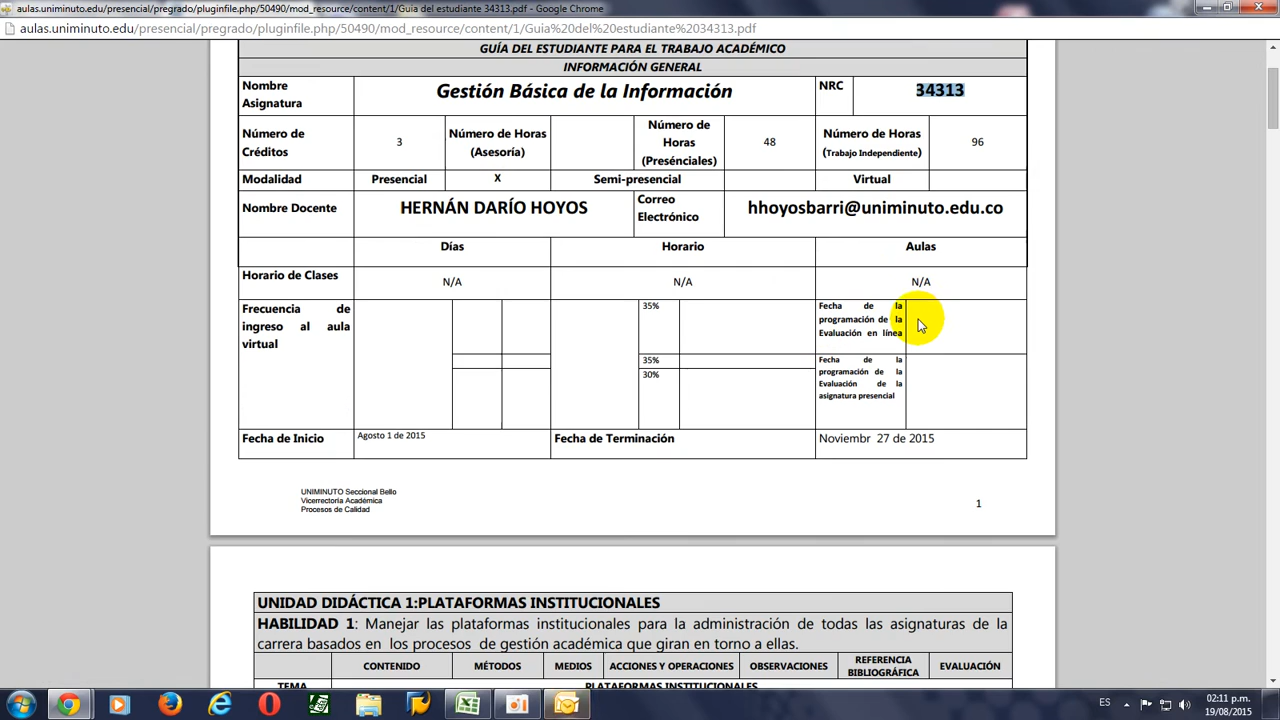 aulas.uniminuto.edu/presencial/pregrado/pluginfile.php/50490/mod_resource/content/1/Guia del estudiante 34313.pdf - Google Chrome
aulas.uniminuto.edu/presencial/pregrado/pluginfile.php/50490/mod_resource/content/1/Guia%20del%20estudiante%2034313.pdf
GUÍA DEL ESTUDIANTE PARA EL TRABAJO ACADÉMICO
INFORMACIÓN GENERAL
Nombre
Asignatura
Gestión Básica de la Información
NRC
34313
Número de
Créditos
3
Número de Horas
(Asesoría)
Número de
Horas
(Presénciales)
48
Número de Horas
(Trabajo Independiente)
96
Modalidad
Presencial
X
Semi-presencial
Virtual
Nombre Docente
HERNÁN DARÍO HOYOS
Correo
Electrónico
hhoyosbarri@uniminuto.edu.co
Días
Horario
Aulas
Horario de Clases
N/A
N/A
N/A
Frecuencia de
ingreso al aula
virtual
35%
35%
30%
Fecha de la
programación de la
Evaluación en línea
Fecha de la
programación de la
Evaluación de la
asignatura presencial
Fecha de Inicio
Agosto 1 de 2015
Fecha de Terminación
Noviembr 27 de 2015
UNIMINUTO Seccional Bello
Vicerrectoría Académica
Procesos de Calidad
1
UNIDAD DIDÁCTICA 1:PLATAFORMAS INSTITUCIONALES
HABILIDAD 1: Manejar las plataformas institucionales para la administración de todas las asignaturas de la
carrera basados en los procesos de gestión académica que giran en torno a ellas.
CONTENIDO
MÉTODOS
MEDIOS
ACCIONES Y OPERACIONES
OBSERVACIONES
REFERENCIA
BIBLIOGRÁFICA
EVALUACIÓN
TEMA
PLATAFORMAS INSTITUCIONALES
ES
02:11 p.m.
19/08/2015